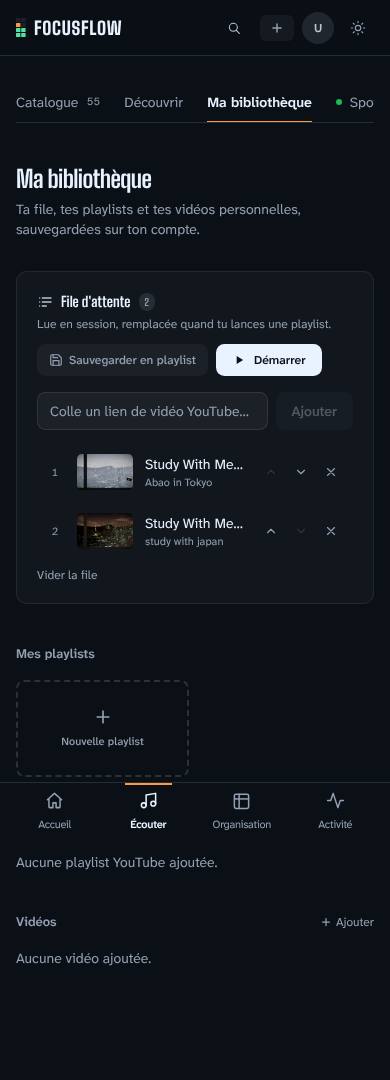 FOCUSFLOW
U
Catalogue 55 Découvrir Ma bibliothèque Spo
Ma bibliothèque
Ta file, tes playlists et tes vidéos personnelles,
sauvegardées sur ton compte.
File d'attente 2
Lue en session, remplacée quand tu lances une playlist.
Sauvegarder en playlist Démarrer
Colle un lien de vidéo YouTube... Ajouter
1 Study With Me...
Abao in Tokyo
2 Study With Me...
study with japan
Vider la file
Mes playlists
Nouvelle playlist
Accueil Écouter Organisation Activité
Aucune playlist YouTube ajoutée.
Vidéos + Ajouter
Aucune vidéo ajoutée.